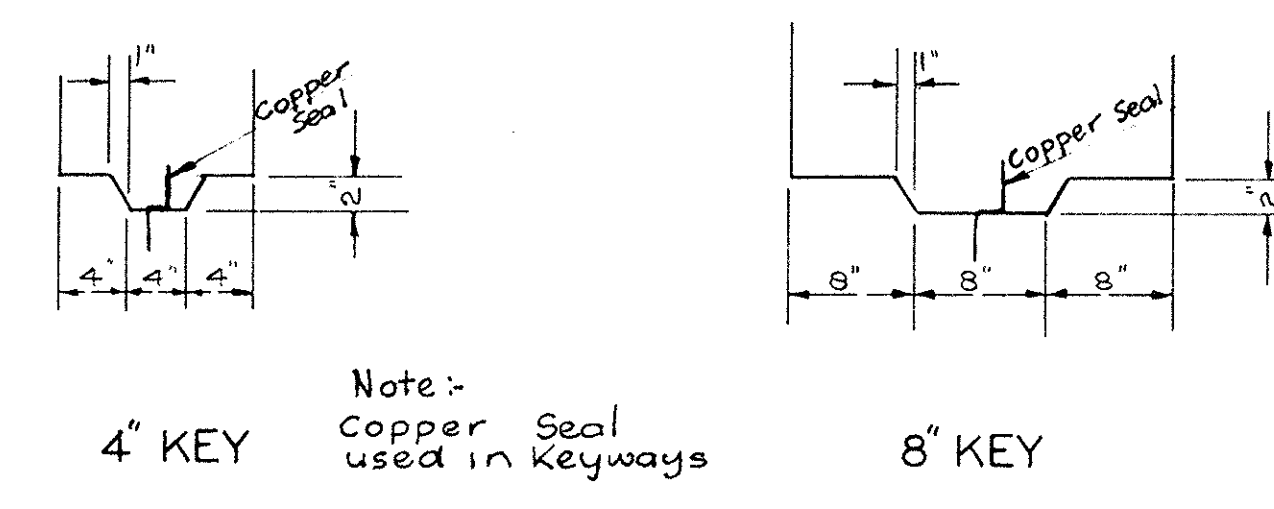 1"
Copper
Seal
2"
4" 4" 4"
1"
Copper Seal
2"
8" 8" 8"
Note :-
Copper Seal
used in Keyways
4" KEY
8" KEY